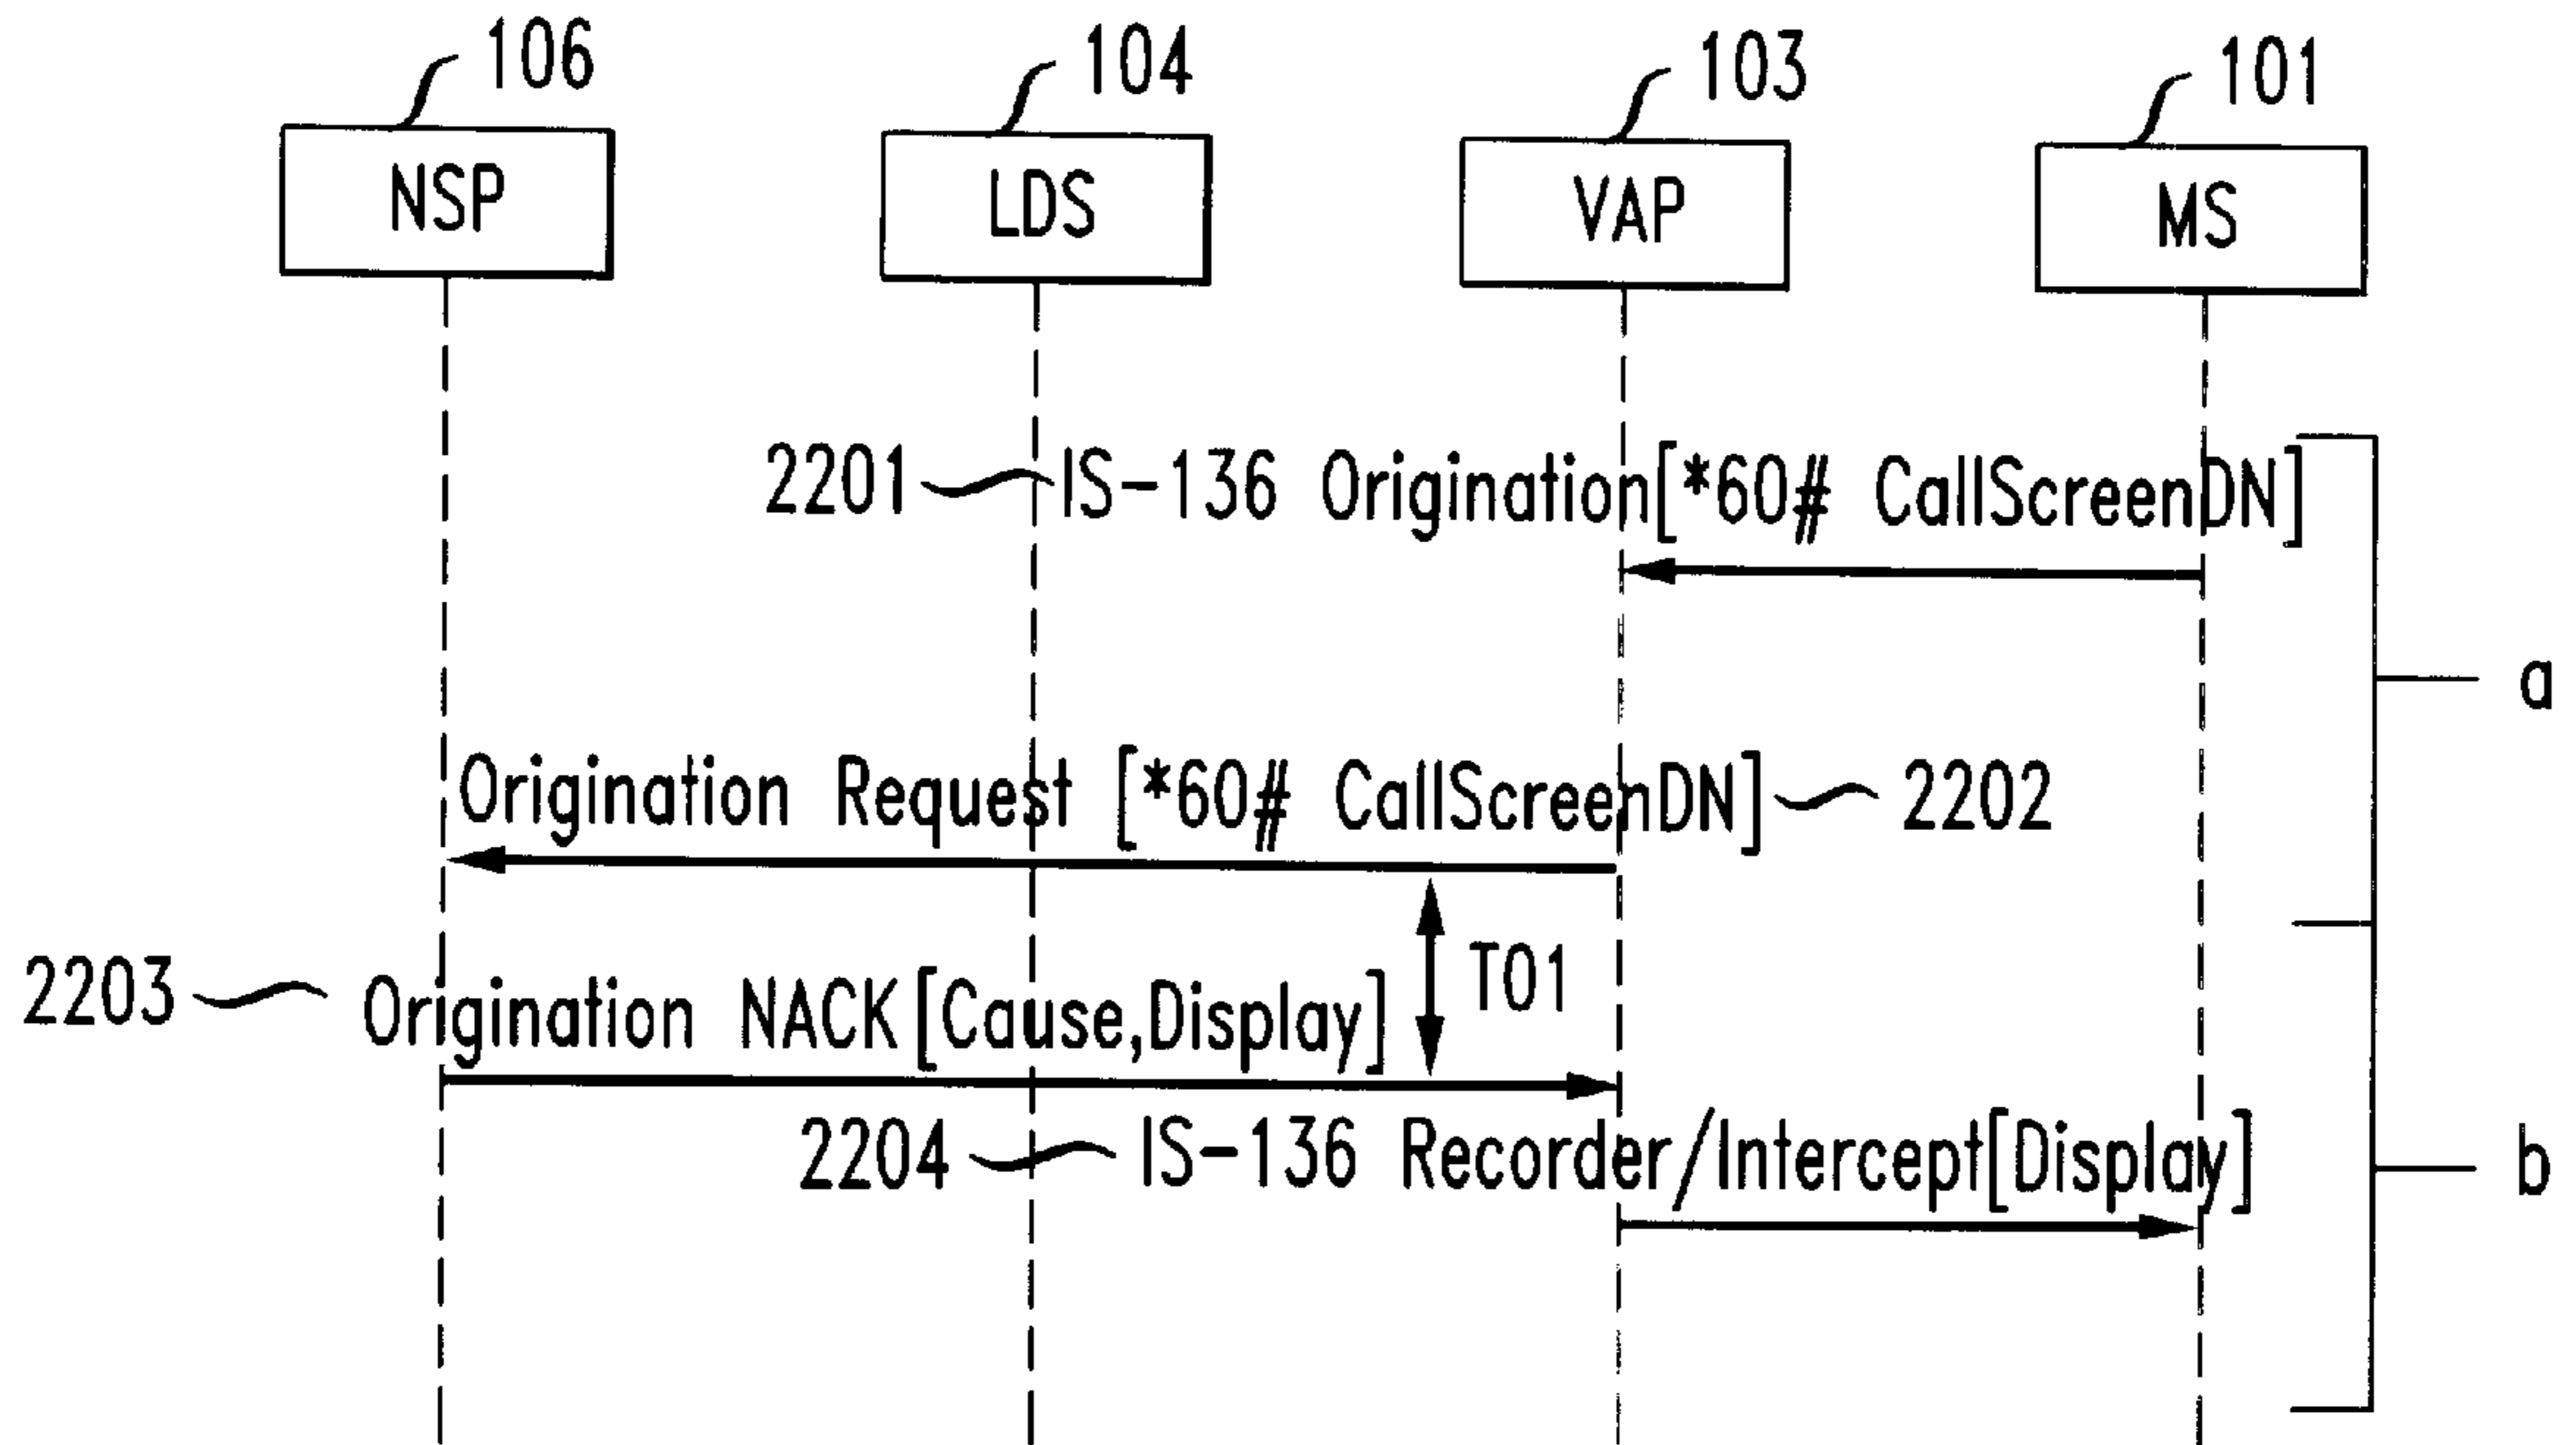 106
104
103
101
NSP
LDS
VAP
MS
2201 IS-136 Origination[*60# CallScreenDN]
a
Origination Request [*60# CallScreenDN] 2202
T01
2203 Origination NACK[Cause,Display]
2204 IS-136 Recorder/Intercept[Display]
b